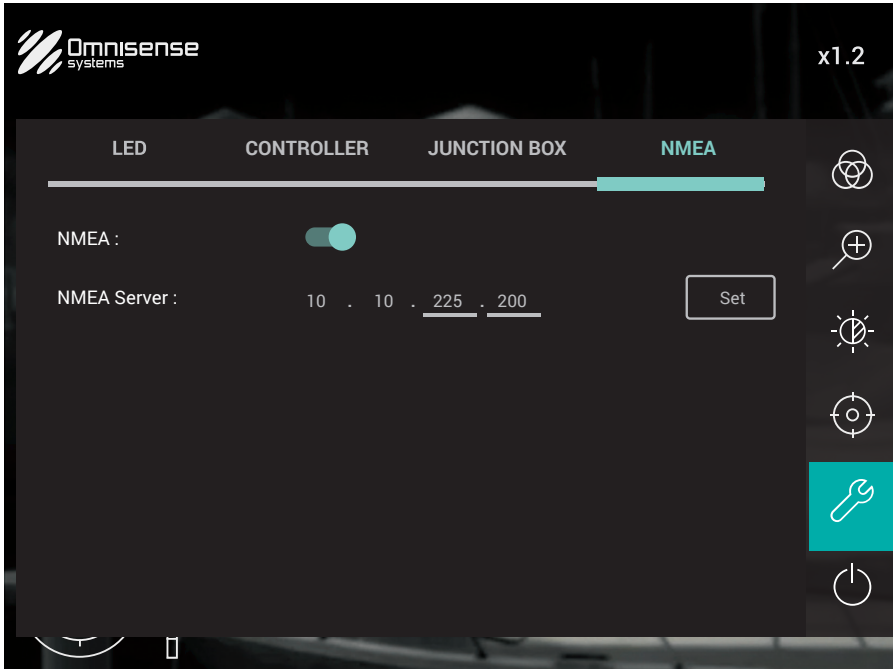 Omnisense
systems
x1.2
LED CONTROLLER JUNCTION BOX NMEA
NMEA :
NMEA Server : 10 . 10 . 225 . 200 Set